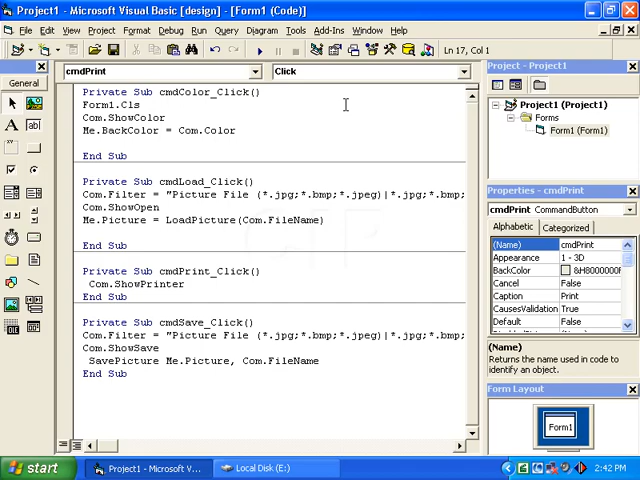 Project1 - Microsoft Visual Basic [design] - [Form1 (Code)]
File Edit View Project Format Debug Run Query Diagram Tools Add-Ins Window Help
Ln 17, Col 1
General
cmdPrint
Click
Private Sub cmdColor_Click()
Form1.Cls
Com.ShowColor
Me.BackColor = Com.Color
End Sub
Private Sub cmdLoad_Click()
Com.Filter = "Picture File (*.jpg;*.bmp;*.jpeg)|*.jpg;*.bmp;
Com.ShowOpen
Me.Picture = LoadPicture(Com.FileName)
End Sub
Private Sub cmdPrint_Click()
Com.ShowPrinter
End Sub
Private Sub cmdSave_Click()
Com.Filter = "Picture File (*.jpg;*.bmp;*.jpeg)|*.jpg;*.bmp;
Com.ShowSave
SavePicture Me.Picture, Com.FileName
End Sub
Project - Project1
Project1 (Project1)
Forms
Form1 (Form1)
Properties - cmdPrint
cmdPrint CommandButton
Alphabetic Categorized
(Name) cmdPrint
Appearance 1 - 3D
BackColor &H8000000F
Cancel False
Caption Print
CausesValidation True
Default False
(Name)
Returns the name used in code to
identify an object.
Form Layout
Form1
start
Project1 - Microsoft Vi...
Local Disk (E:)
2:42 PM